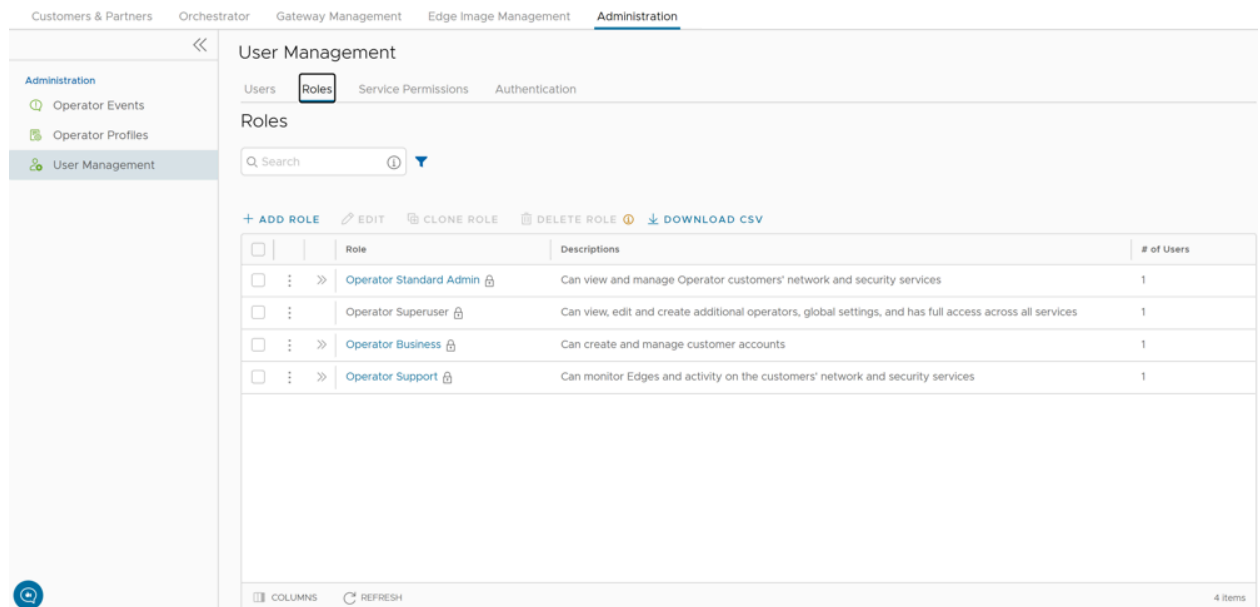 Customers & Partners Orchestrator Gateway Management Edge Image Management Administration
User Management
Administration
Operator Events
Operator Profiles
User Management
Users Roles Service Permissions Authentication
Roles
Search
+ ADD ROLE EDIT CLONE ROLE DELETE ROLE DOWNLOAD CSV
Role Descriptions # of Users
Operator Standard Admin Can view and manage Operator customers' network and security services 1
Operator Superuser Can view, edit and create additional operators, global settings, and has full access across all services 1
Operator Business Can create and manage customer accounts 1
Operator Support Can monitor Edges and activity on the customers' network and security services 1
COLUMNS REFRESH 4 items